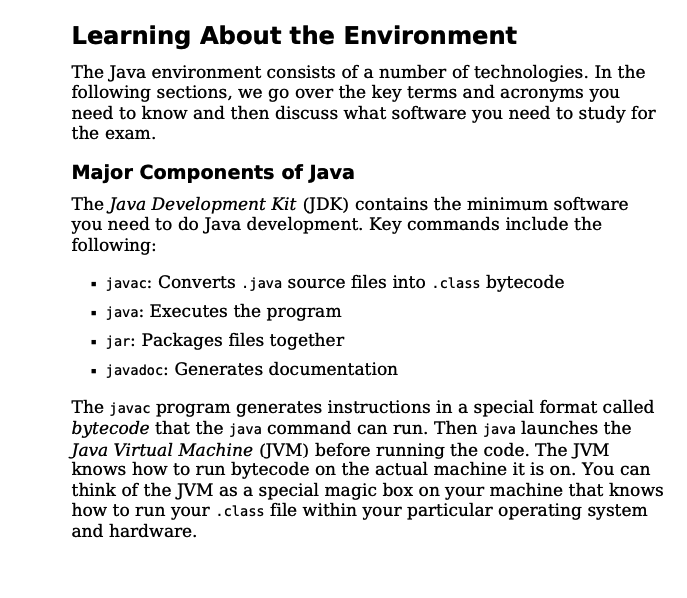 Learning About the Environment
The Java environment consists of a number of technologies. In the
following sections, we go over the key terms and acronyms you
need to know and then discuss what software you need to study for
the exam.
Major Components of Java
The Java Development Kit (JDK) contains the minimum software
you need to do Java development. Key commands include the
following:
▪ javac: Converts .java source files into .class bytecode
▪ java: Executes the program
▪ jar: Packages files together
▪ javadoc: Generates documentation
The javac program generates instructions in a special format called
bytecode that the java command can run. Then java launches the
Java Virtual Machine (JVM) before running the code. The JVM
knows how to run bytecode on the actual machine it is on. You can
think of the JVM as a special magic box on your machine that knows
how to run your .class file within your particular operating system
and hardware.